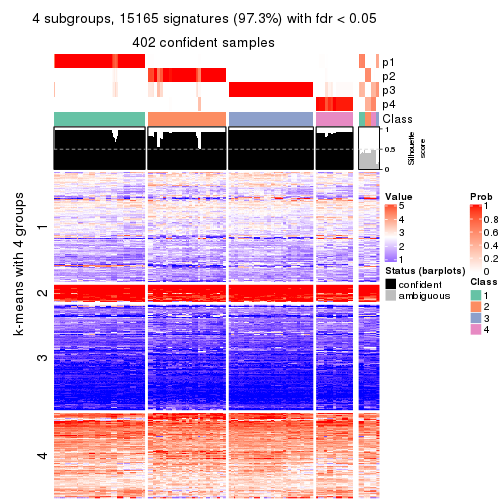 4 subgroups, 15165 signatures (97.3%) with fdr < 0.05
402 confident samples
p1
p2
p3
p4
Class
1
0.5
0
Silhouette
score
k-means with 4 groups
1
2
3
4
Value
5
4
3
2
1
Status (barplots)
confident
ambiguous
Prob
1
0.8
0.6
0.4
0.2
0
Class
1
2
3
4